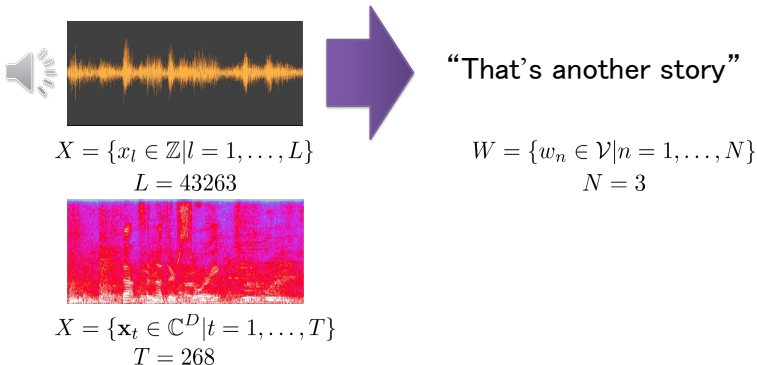 “That's another story”
X = {x_l ∈ ℤ|l = 1, . . . , L}
L = 43263
W = {w_n ∈ 𝒱|n = 1, . . . , N}
N = 3
X = {𝐱_t ∈ ℂ^D|t = 1, . . . , T}
T = 268